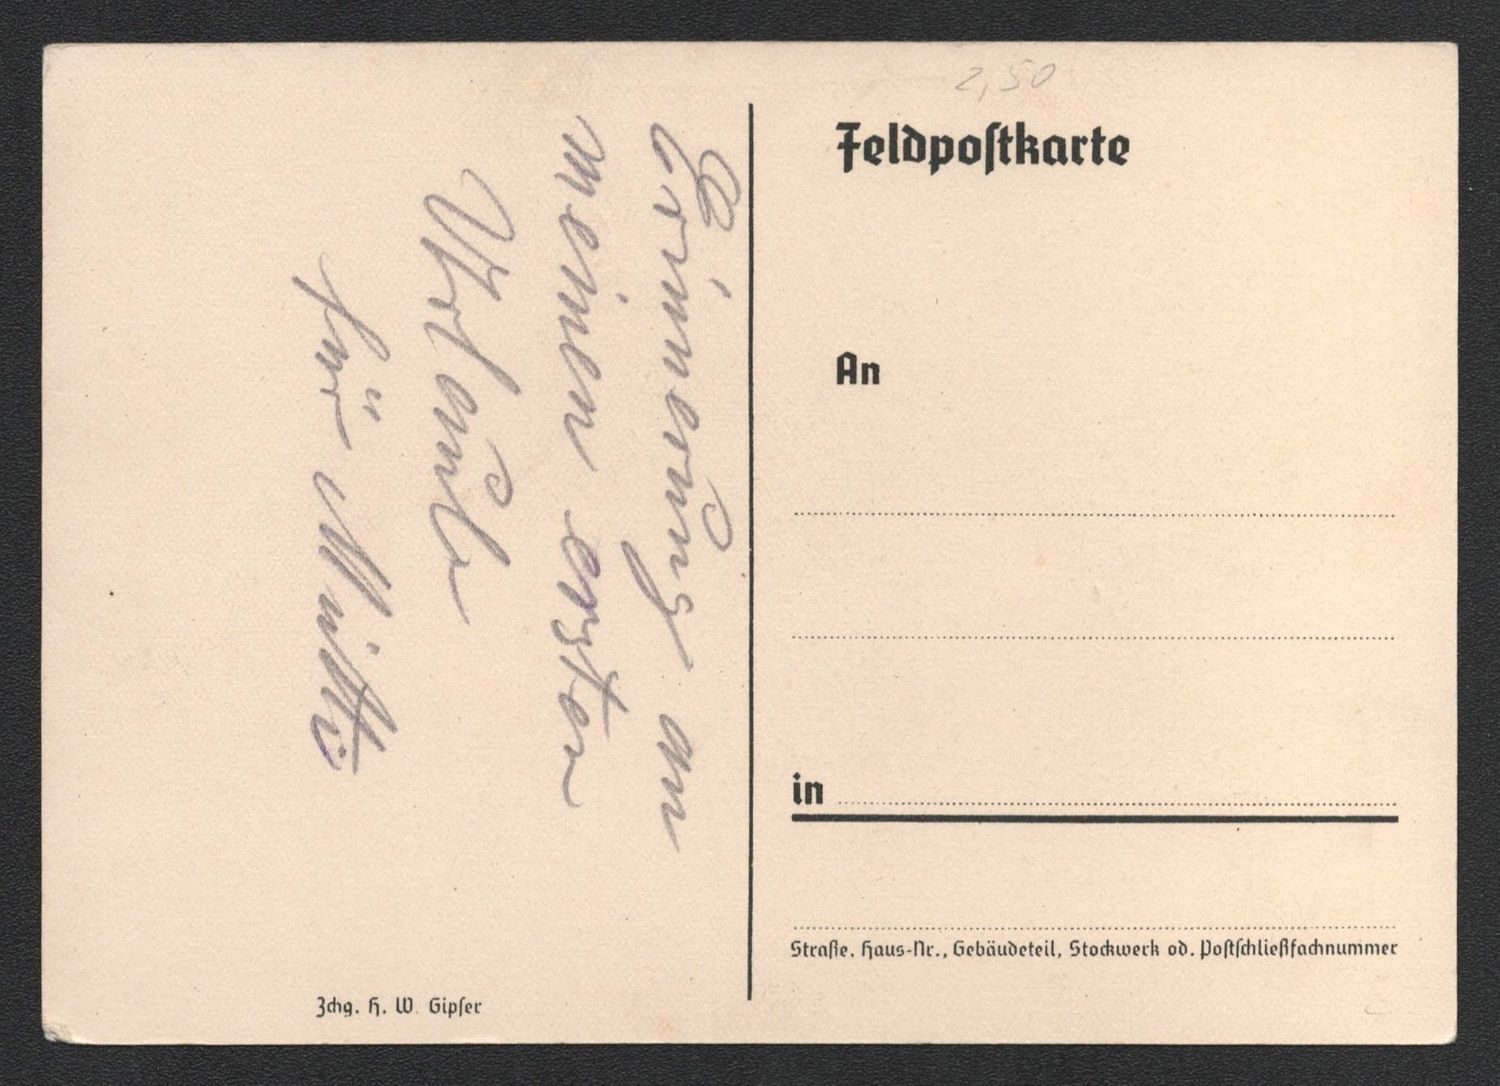 Erinnerung an
meinen ersten
Urlaub
für Mutti
Zchg. H. W. Gipser
2,50
Feldpostkarte
An
in
Straße, Haus-Nr., Gebäudeteil, Stockwerk od. Postschließfachnummer